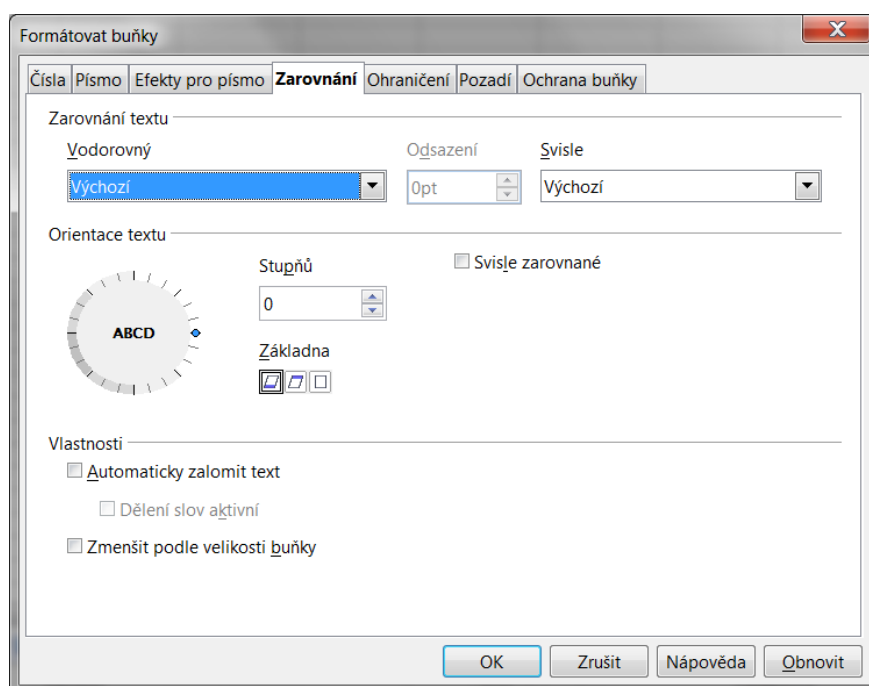 Formátovat buňky
Čísla Písmo Efekty pro písmo Zarovnání Ohraničení Pozadí Ochrana buňky
Zarovnání textu
Vodorovný Odsazení Svisle
Výchozí 0pt Výchozí
Orientace textu
Stupňů Svisle zarovnané
0
ABCD
Základna
Vlastnosti
Automaticky zalomit text
Dělení slov aktivní
Zmenšit podle velikosti buňky
OK Zrušit Nápověda Obnovit